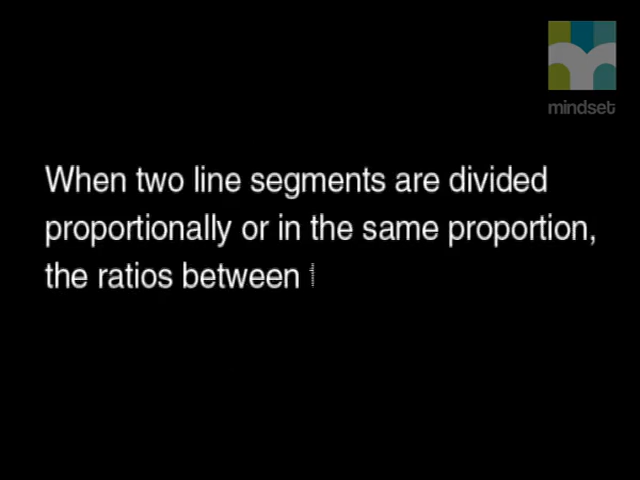 mindset
When two line segments are divided
proportionally or in the same proportion,
the ratios between